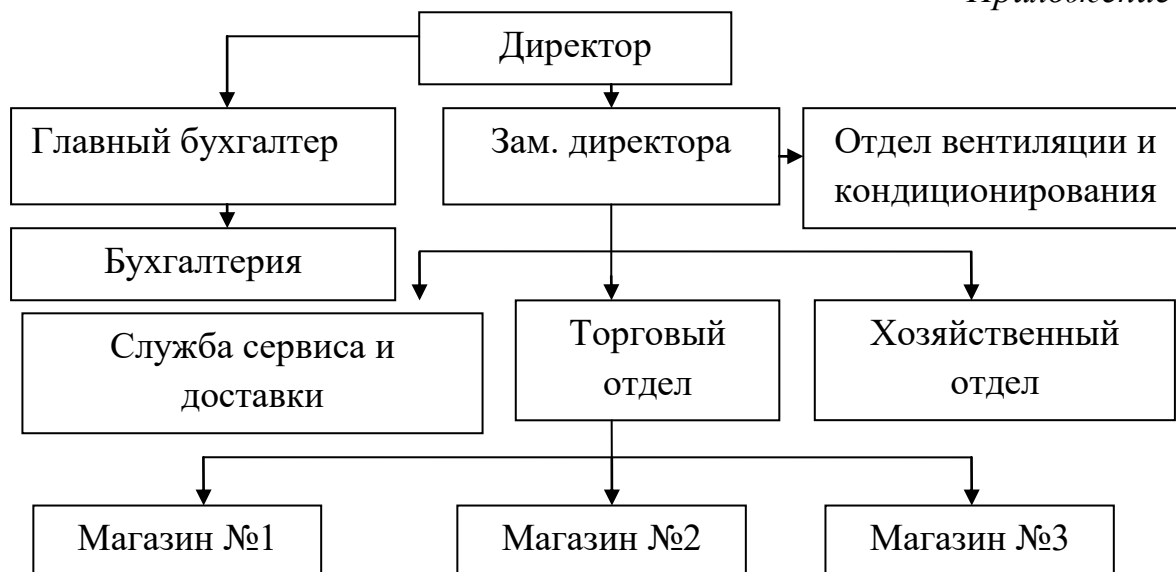 Приложение
Директор
Главный бухгалтер
Зам. директора
Отдел вентиляции и
кондиционирования
Бухгалтерия
Служба сервиса и
доставки
Торговый
отдел
Хозяйственный
отдел
Магазин №1
Магазин №2
Магазин №3